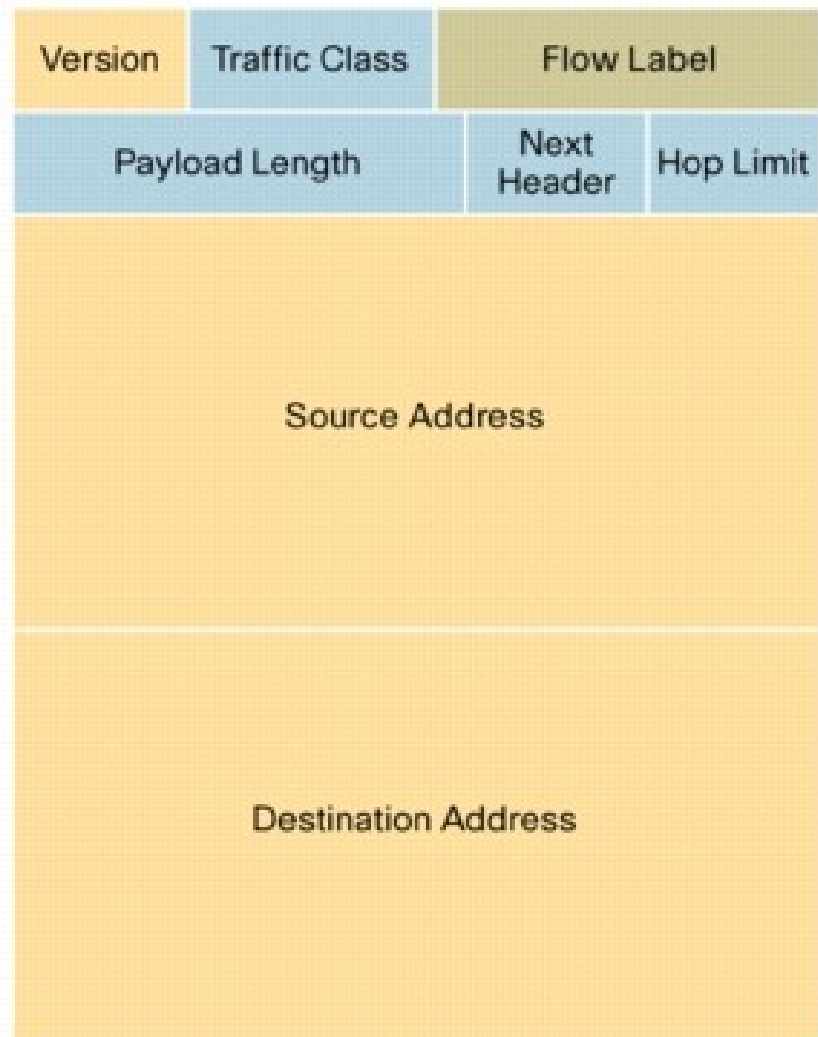 Version
Traffic Class
Flow Label
Payload Length
Next
Header
Hop Limit
Source Address
Destination Address